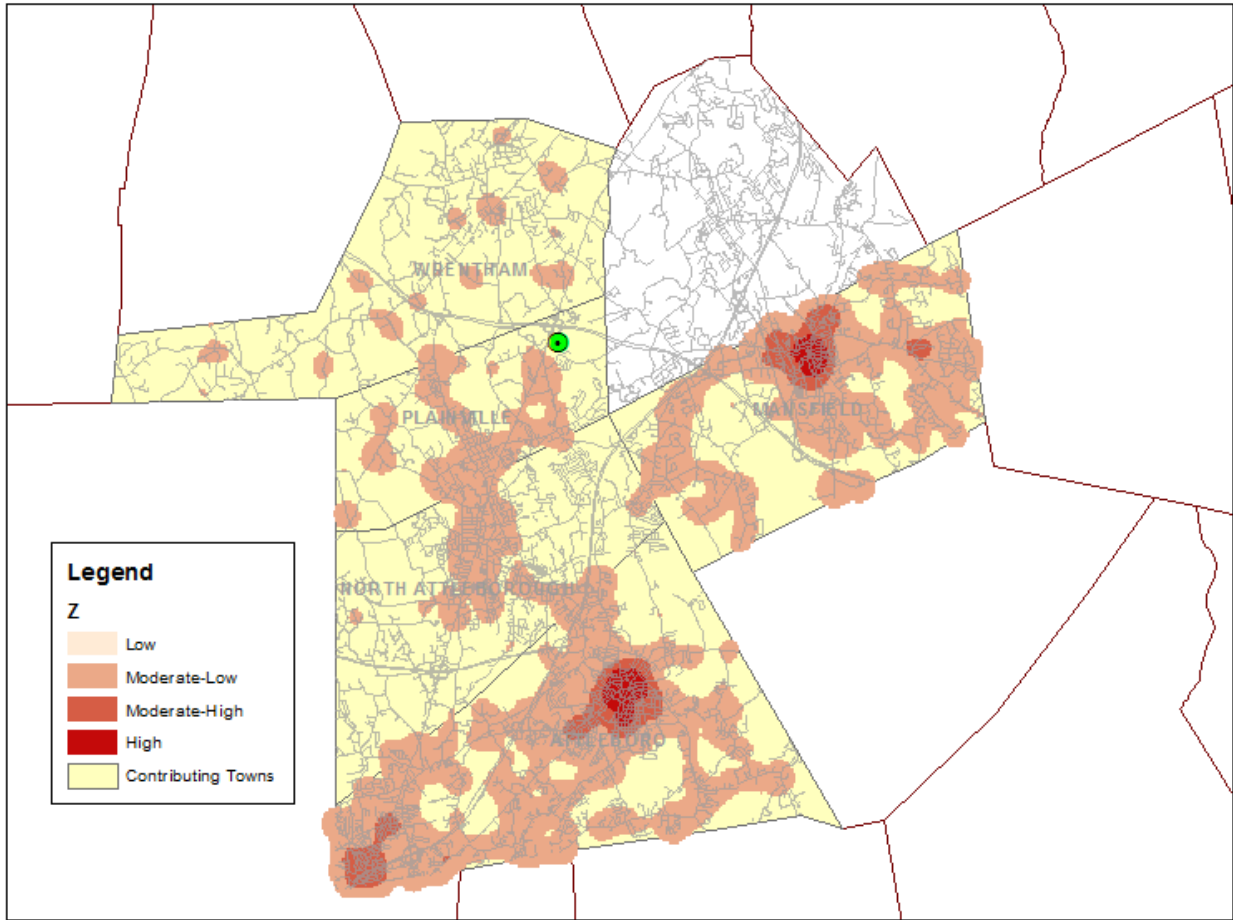 WRENTHAM
PLAINVILLE
MANSFIELD
NORTH ATTLEBOROUGH
ATTLEBORO
Legend
Z
Low
Moderate-Low
Moderate-High
High
Contributing Towns